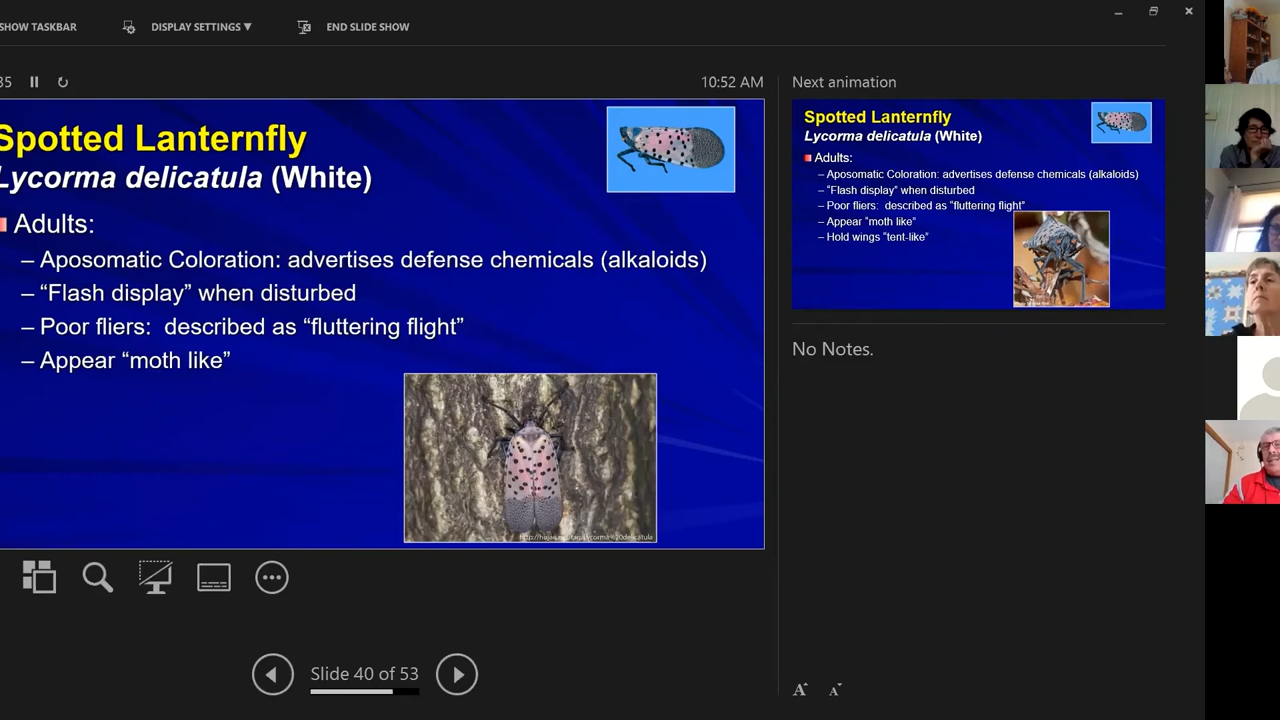 SHOW TASKBAR
DISPLAY SETTINGS ▼
END SLIDE SHOW
35
10:52 AM
Spotted Lanternfly
Lycorma delicatula (White)
Adults:
– Aposomatic Coloration: advertises defense chemicals (alkaloids)
– “Flash display” when disturbed
– Poor fliers: described as “fluttering flight”
– Appear “moth like”
Next animation
Spotted Lanternfly
Lycorma delicatula (White)
Adults:
– Aposomatic Coloration: advertises defense chemicals (alkaloids)
– “Flash display” when disturbed
– Poor fliers: described as “fluttering flight”
– Appear “moth like”
– Hold wings “tent-like”
No Notes.
Slide 40 of 53
A A